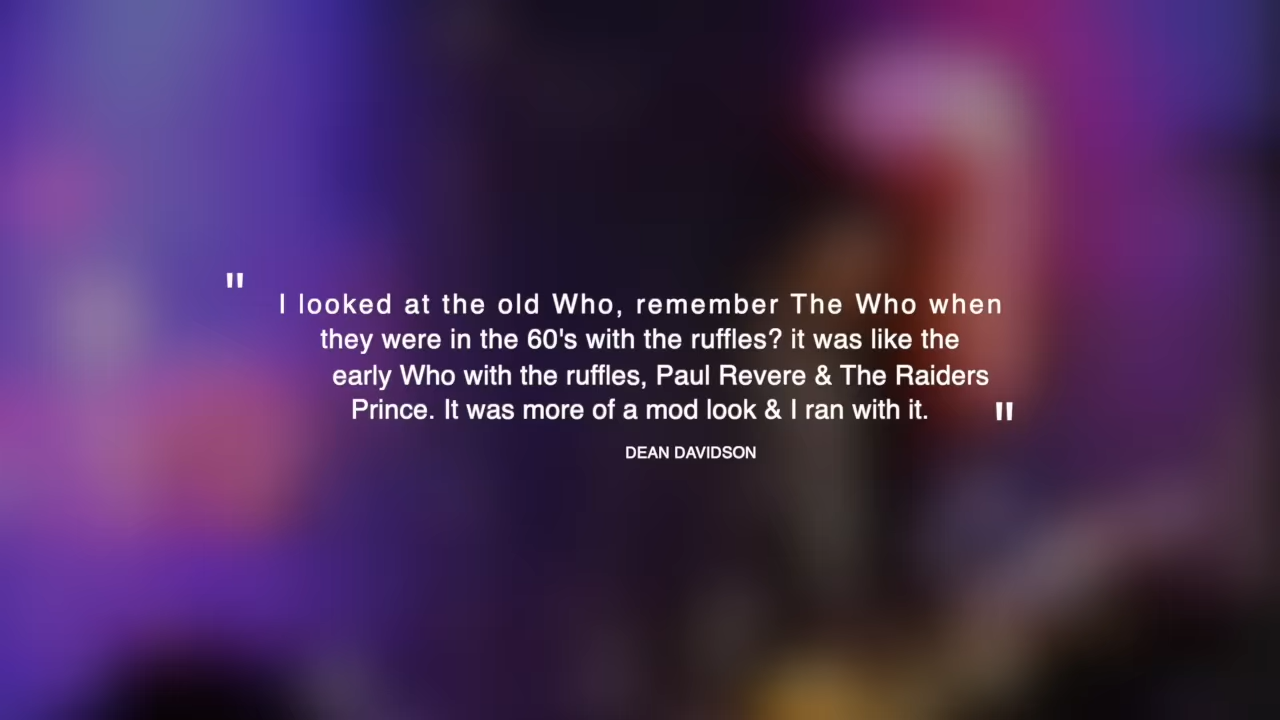 "
I looked at the old Who, remember The Who when
they were in the 60's with the ruffles? it was like the
early Who with the ruffles, Paul Revere & The Raiders
Prince. It was more of a mod look & I ran with it.
"
DEAN DAVIDSON